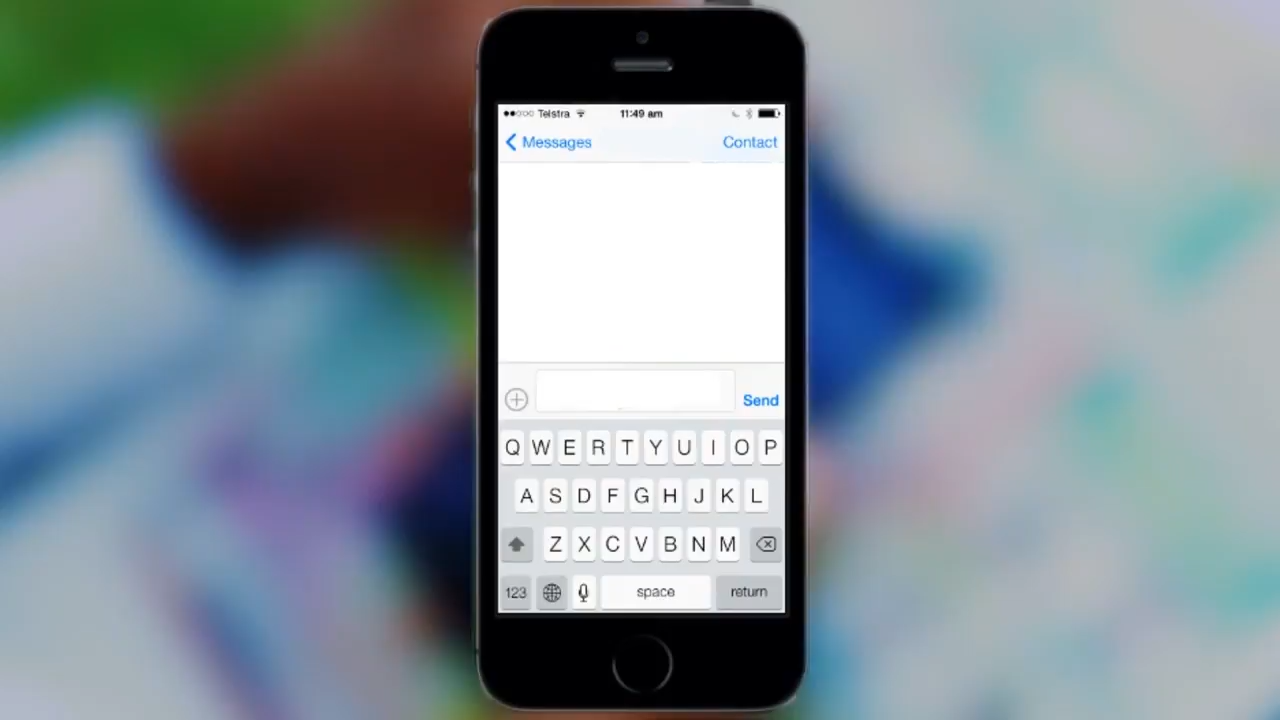 Telstra 11:49 am
Messages Contact
Send
Q W E R T Y U I O P
A S D F G H J K L
Z X C V B N M
123 space return